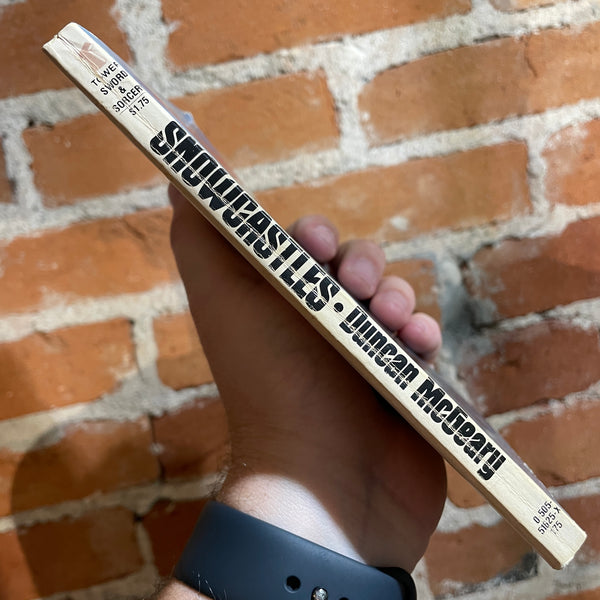 TOWER
SWORD
&
SORCERY
$1.75
SNOWCASTLES • Duncan McGeary
0 505-
51625-X
175